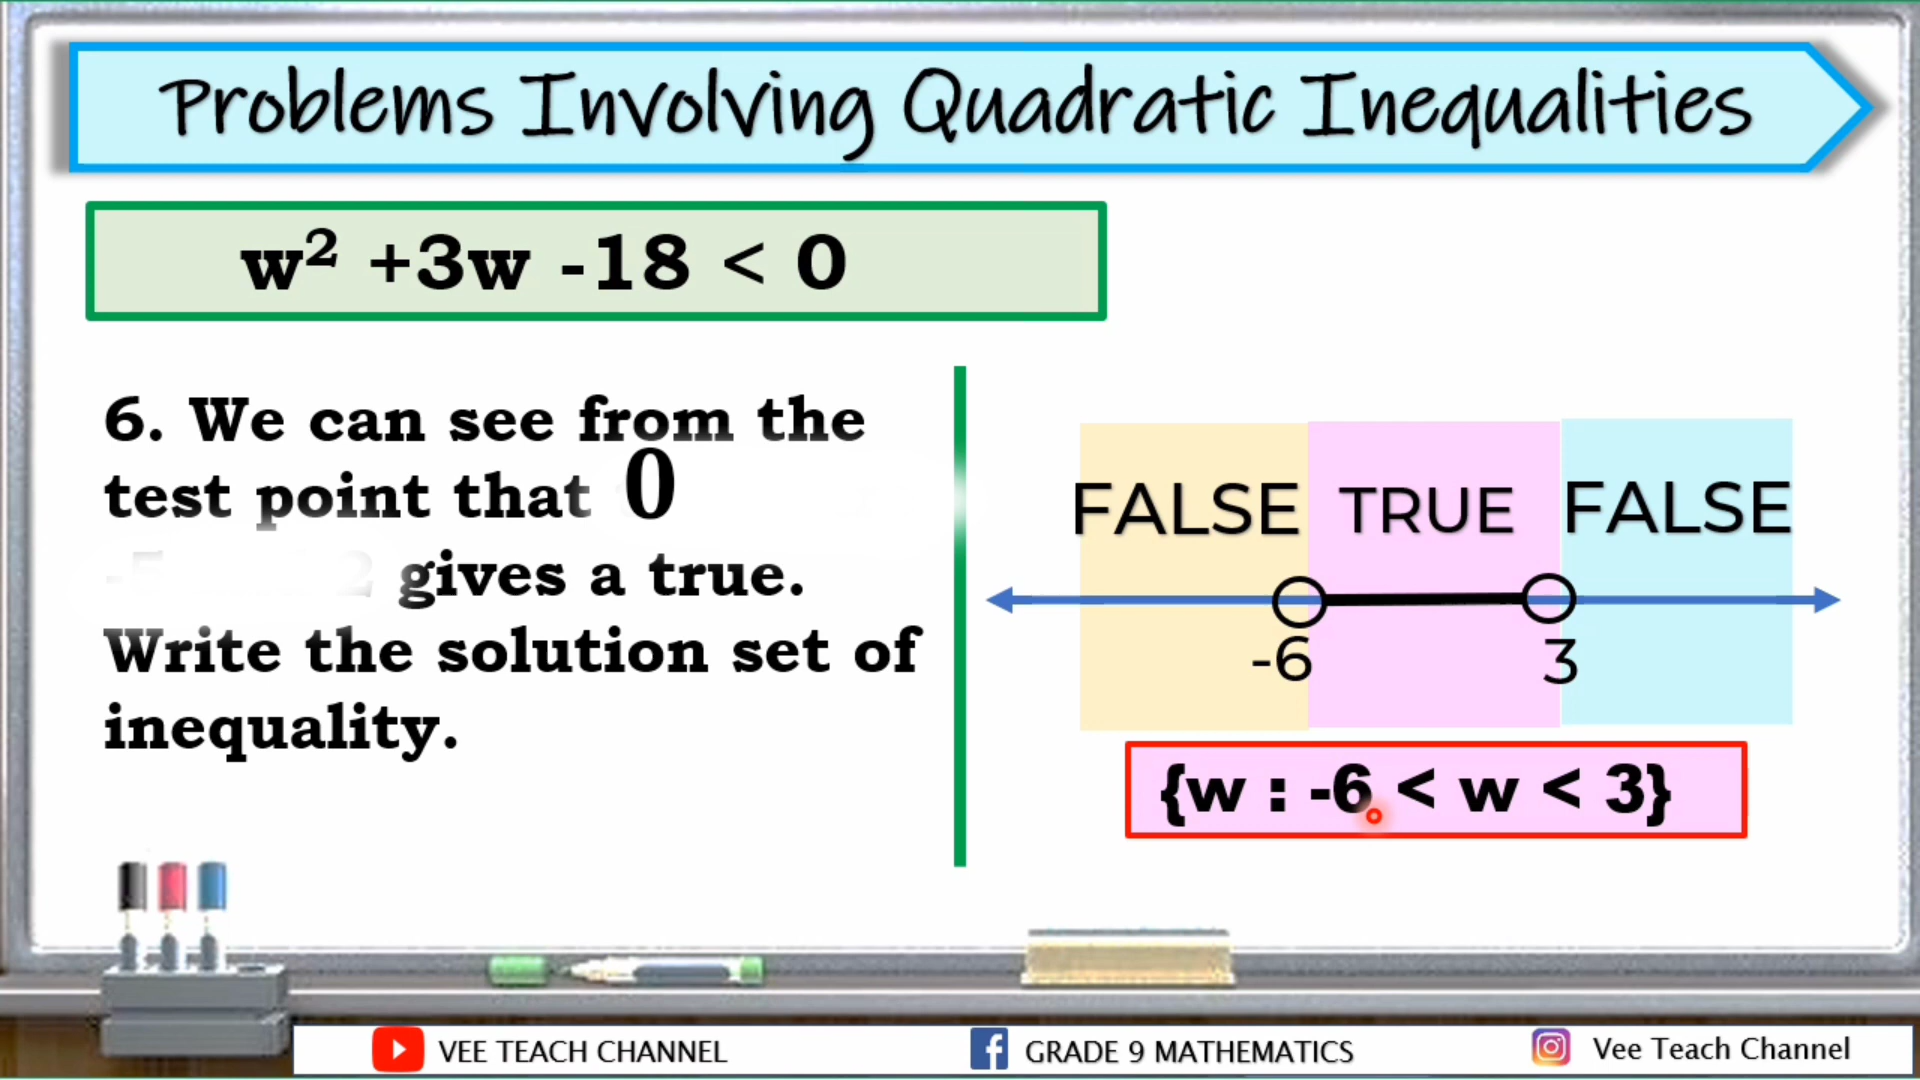 Problems Involving Quadratic Inequalities
w² +3w -18 < 0
6. We can see from the
test point that 0
gives a true.
Write the solution set of
inequality.
FALSE TRUE FALSE
-6 3
{w : -6 < w < 3}
VEE TEACH CHANNEL GRADE 9 MATHEMATICS Vee Teach Channel